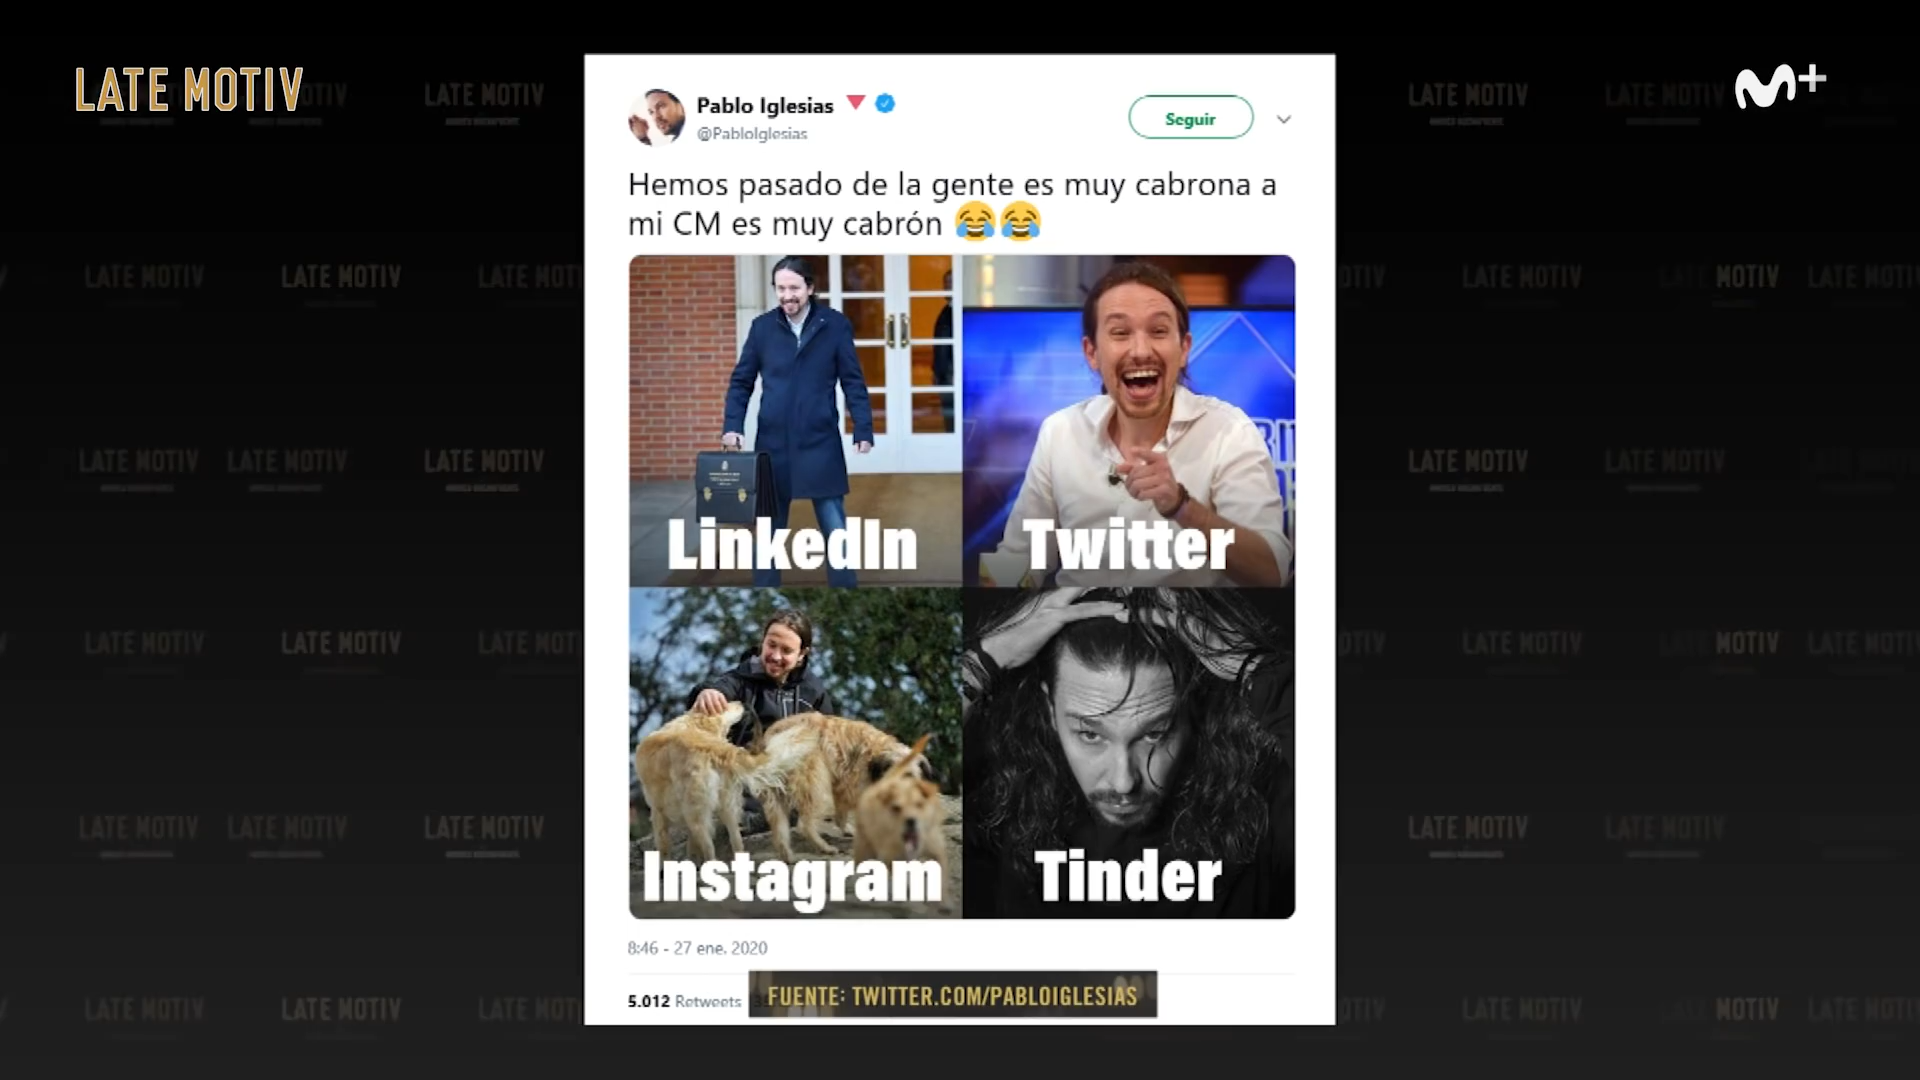 LATE MOTIV
M+
Pablo Iglesias
@PabloIglesias
Seguir
Hemos pasado de la gente es muy cabrona a
mi CM es muy cabrón 😂😂
LinkedIn
Twitter
Instagram
Tinder
8:46 - 27 ene. 2020
5.012 Retweets
FUENTE: TWITTER.COM/PABLOIGLESIAS